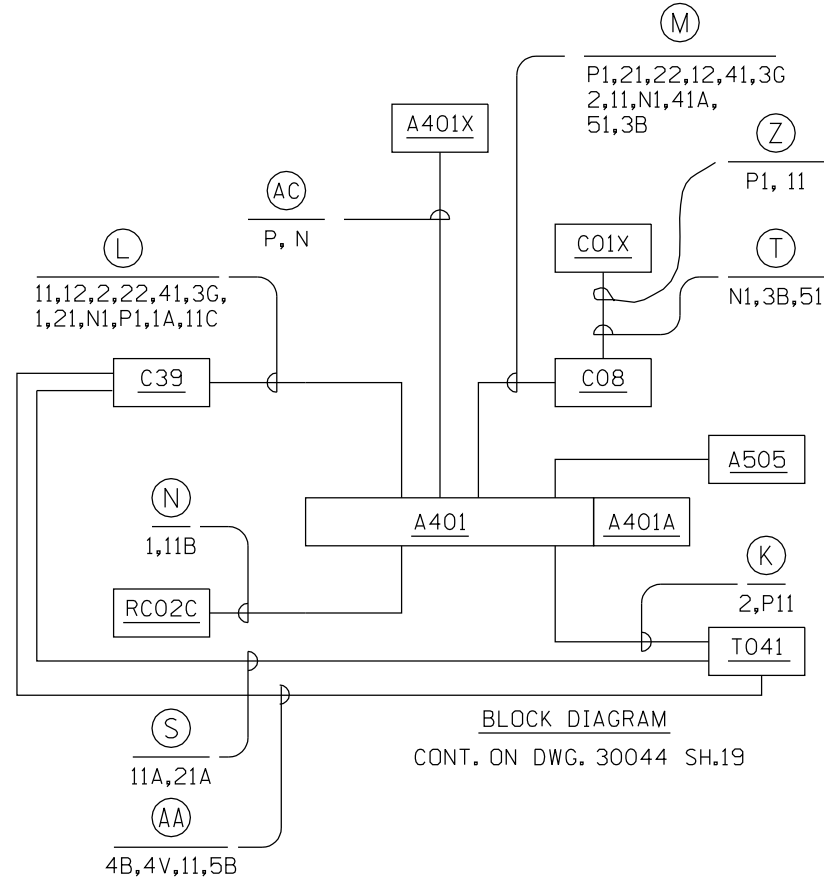 M
P1,21,22,12,41,3G
2,11,N1,41A,
51,3B
A401X
Z
P1, 11
AC
P, N
C01X
T
N1,3B,51
L
11,12,2,22,41,3G,
1,21,N1,P1,1A,11C
C39
C08
A505
N
1,11B
A401
A401A
K
2,P11
RC02C
T041
S
11A,21A
BLOCK DIAGRAM
CONT. ON DWG. 30044 SH.19
AA
4B,4V,11,5B